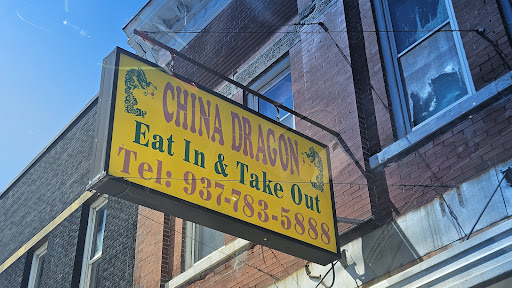 CHINA DRAGON
Eat In & Take Out
Tel: 937-783-5888